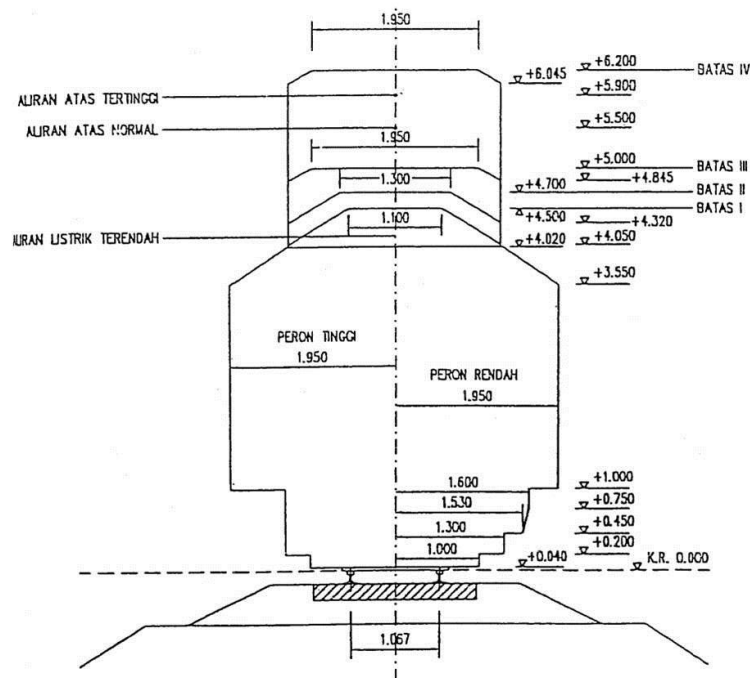 1.950
+6.200
BATAS IV
+6.045
+5.900
ALIRAN ATAS TERTINGGI
+5.500
ALIRAN ATAS NORMAL
1.950
+5.000
BATAS III
+4.845
1.300
+4.700
BATAS II
BATAS I
1.100
+4.500
+4.320
LISTRIK TERENDAH
+4.020
+4.050
+3.550
PERON TINGGI
1.950
PERON RENDAH
1.950
1.600
+1.000
1.530
+0.750
1.300
+0.450
1.000
+0.200
+0.040
K.R. 0.000
1.067